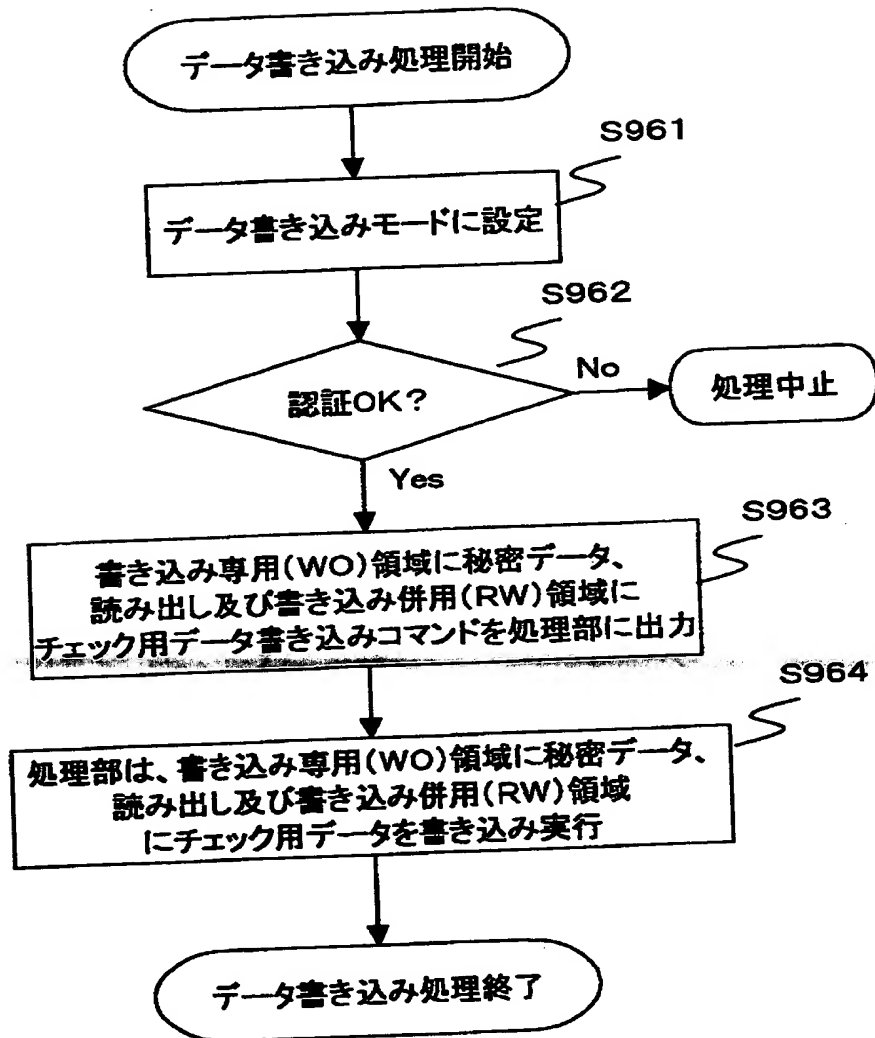 データ書き込み処理開始
S961
データ書き込みモードに設定
S962
認証OK?
No
処理中止
Yes
S963
書き込み専用(WO)領域に秘密データ、
読み出し及び書き込み併用(RW)領域に
チェック用データ書き込みコマンドを処理部に出力
S964
処理部は、書き込み専用(WO)領域に秘密データ、
読み出し及び書き込み併用(RW)領域
にチェック用データを書き込み実行
データ書き込み処理終了